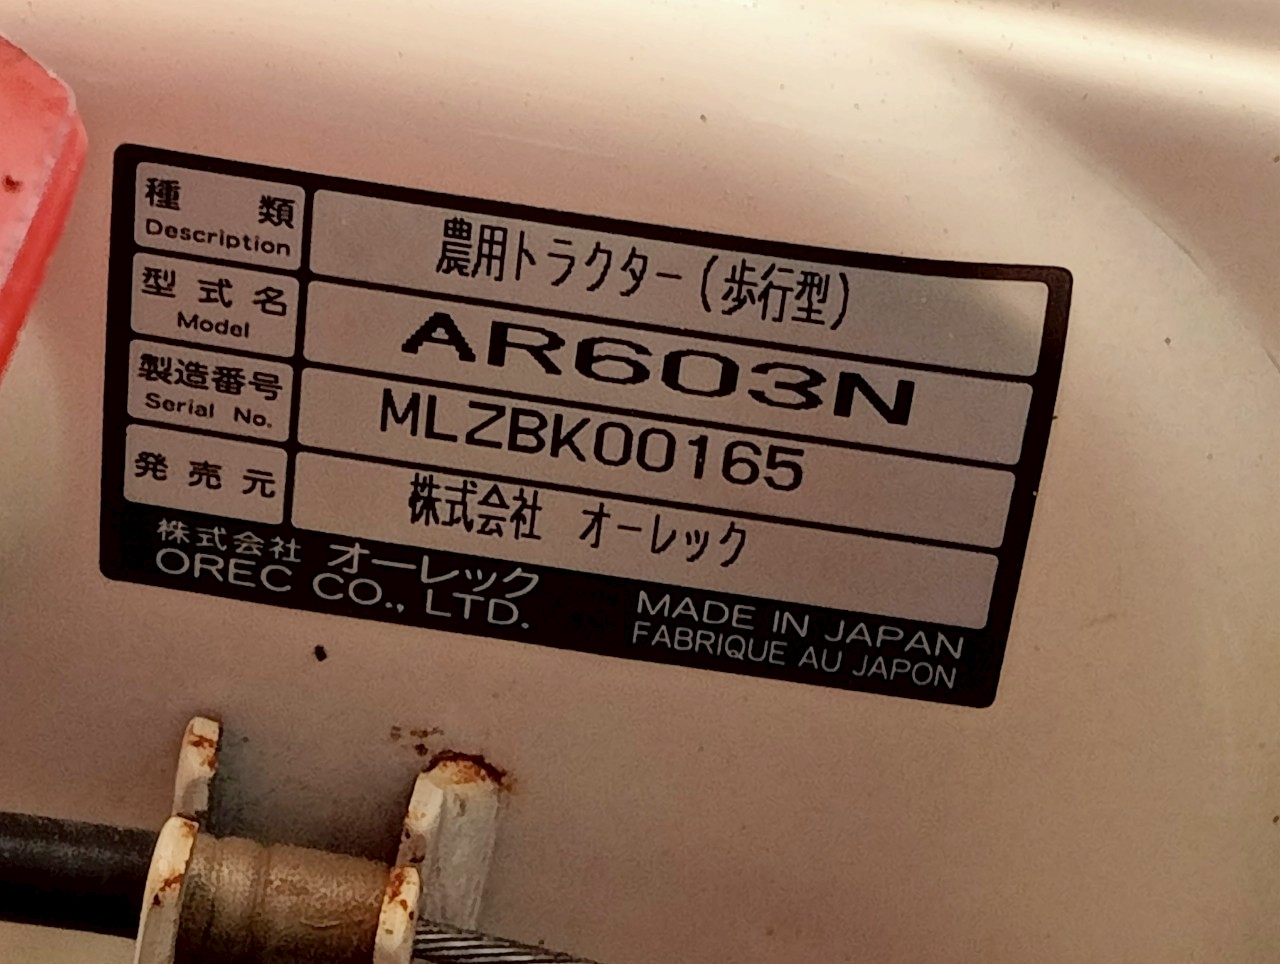 種類 農用トラクター(歩行型)
Description
型式名 AR603N
Model
製造番号 MLZBK00165
Serial No.
発売元 株式会社 オーレック
株式会社 オーレック
OREC CO., LTD.
MADE IN JAPAN
FABRIQUE AU JAPON